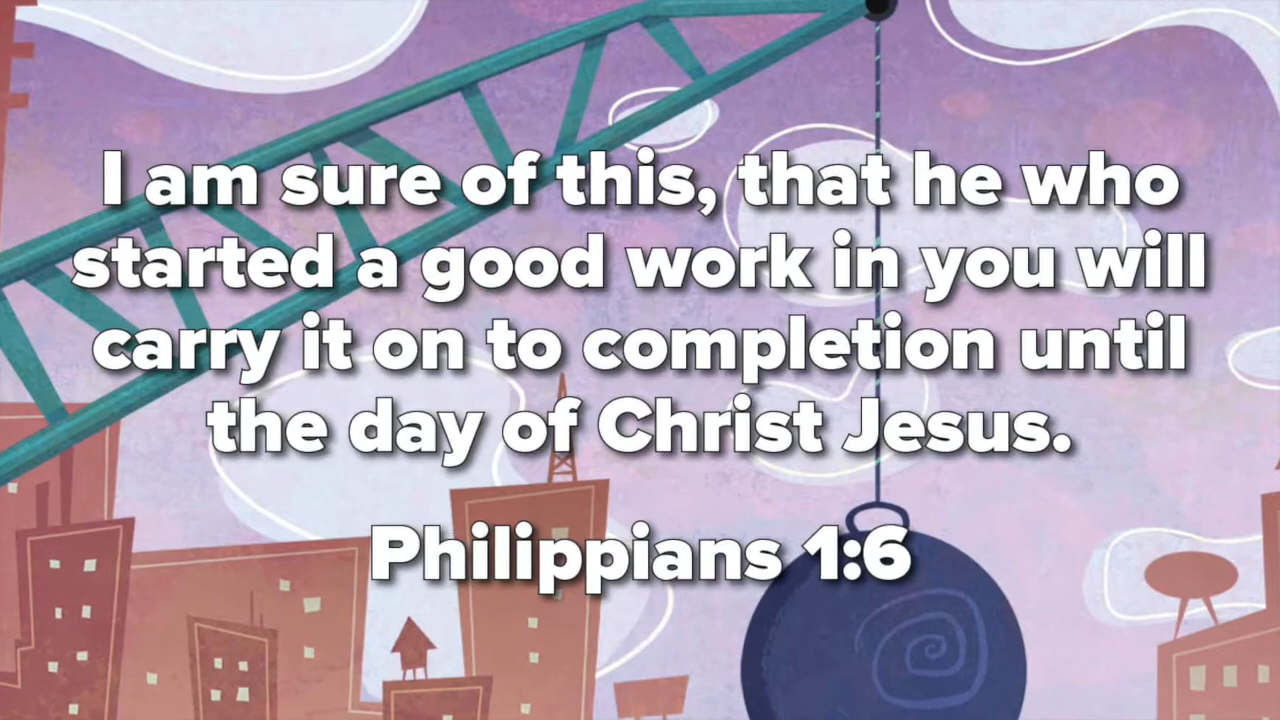 I am sure of this, that he who
started a good work in you will
carry it on to completion until
the day of Christ Jesus.
Philippians 1:6